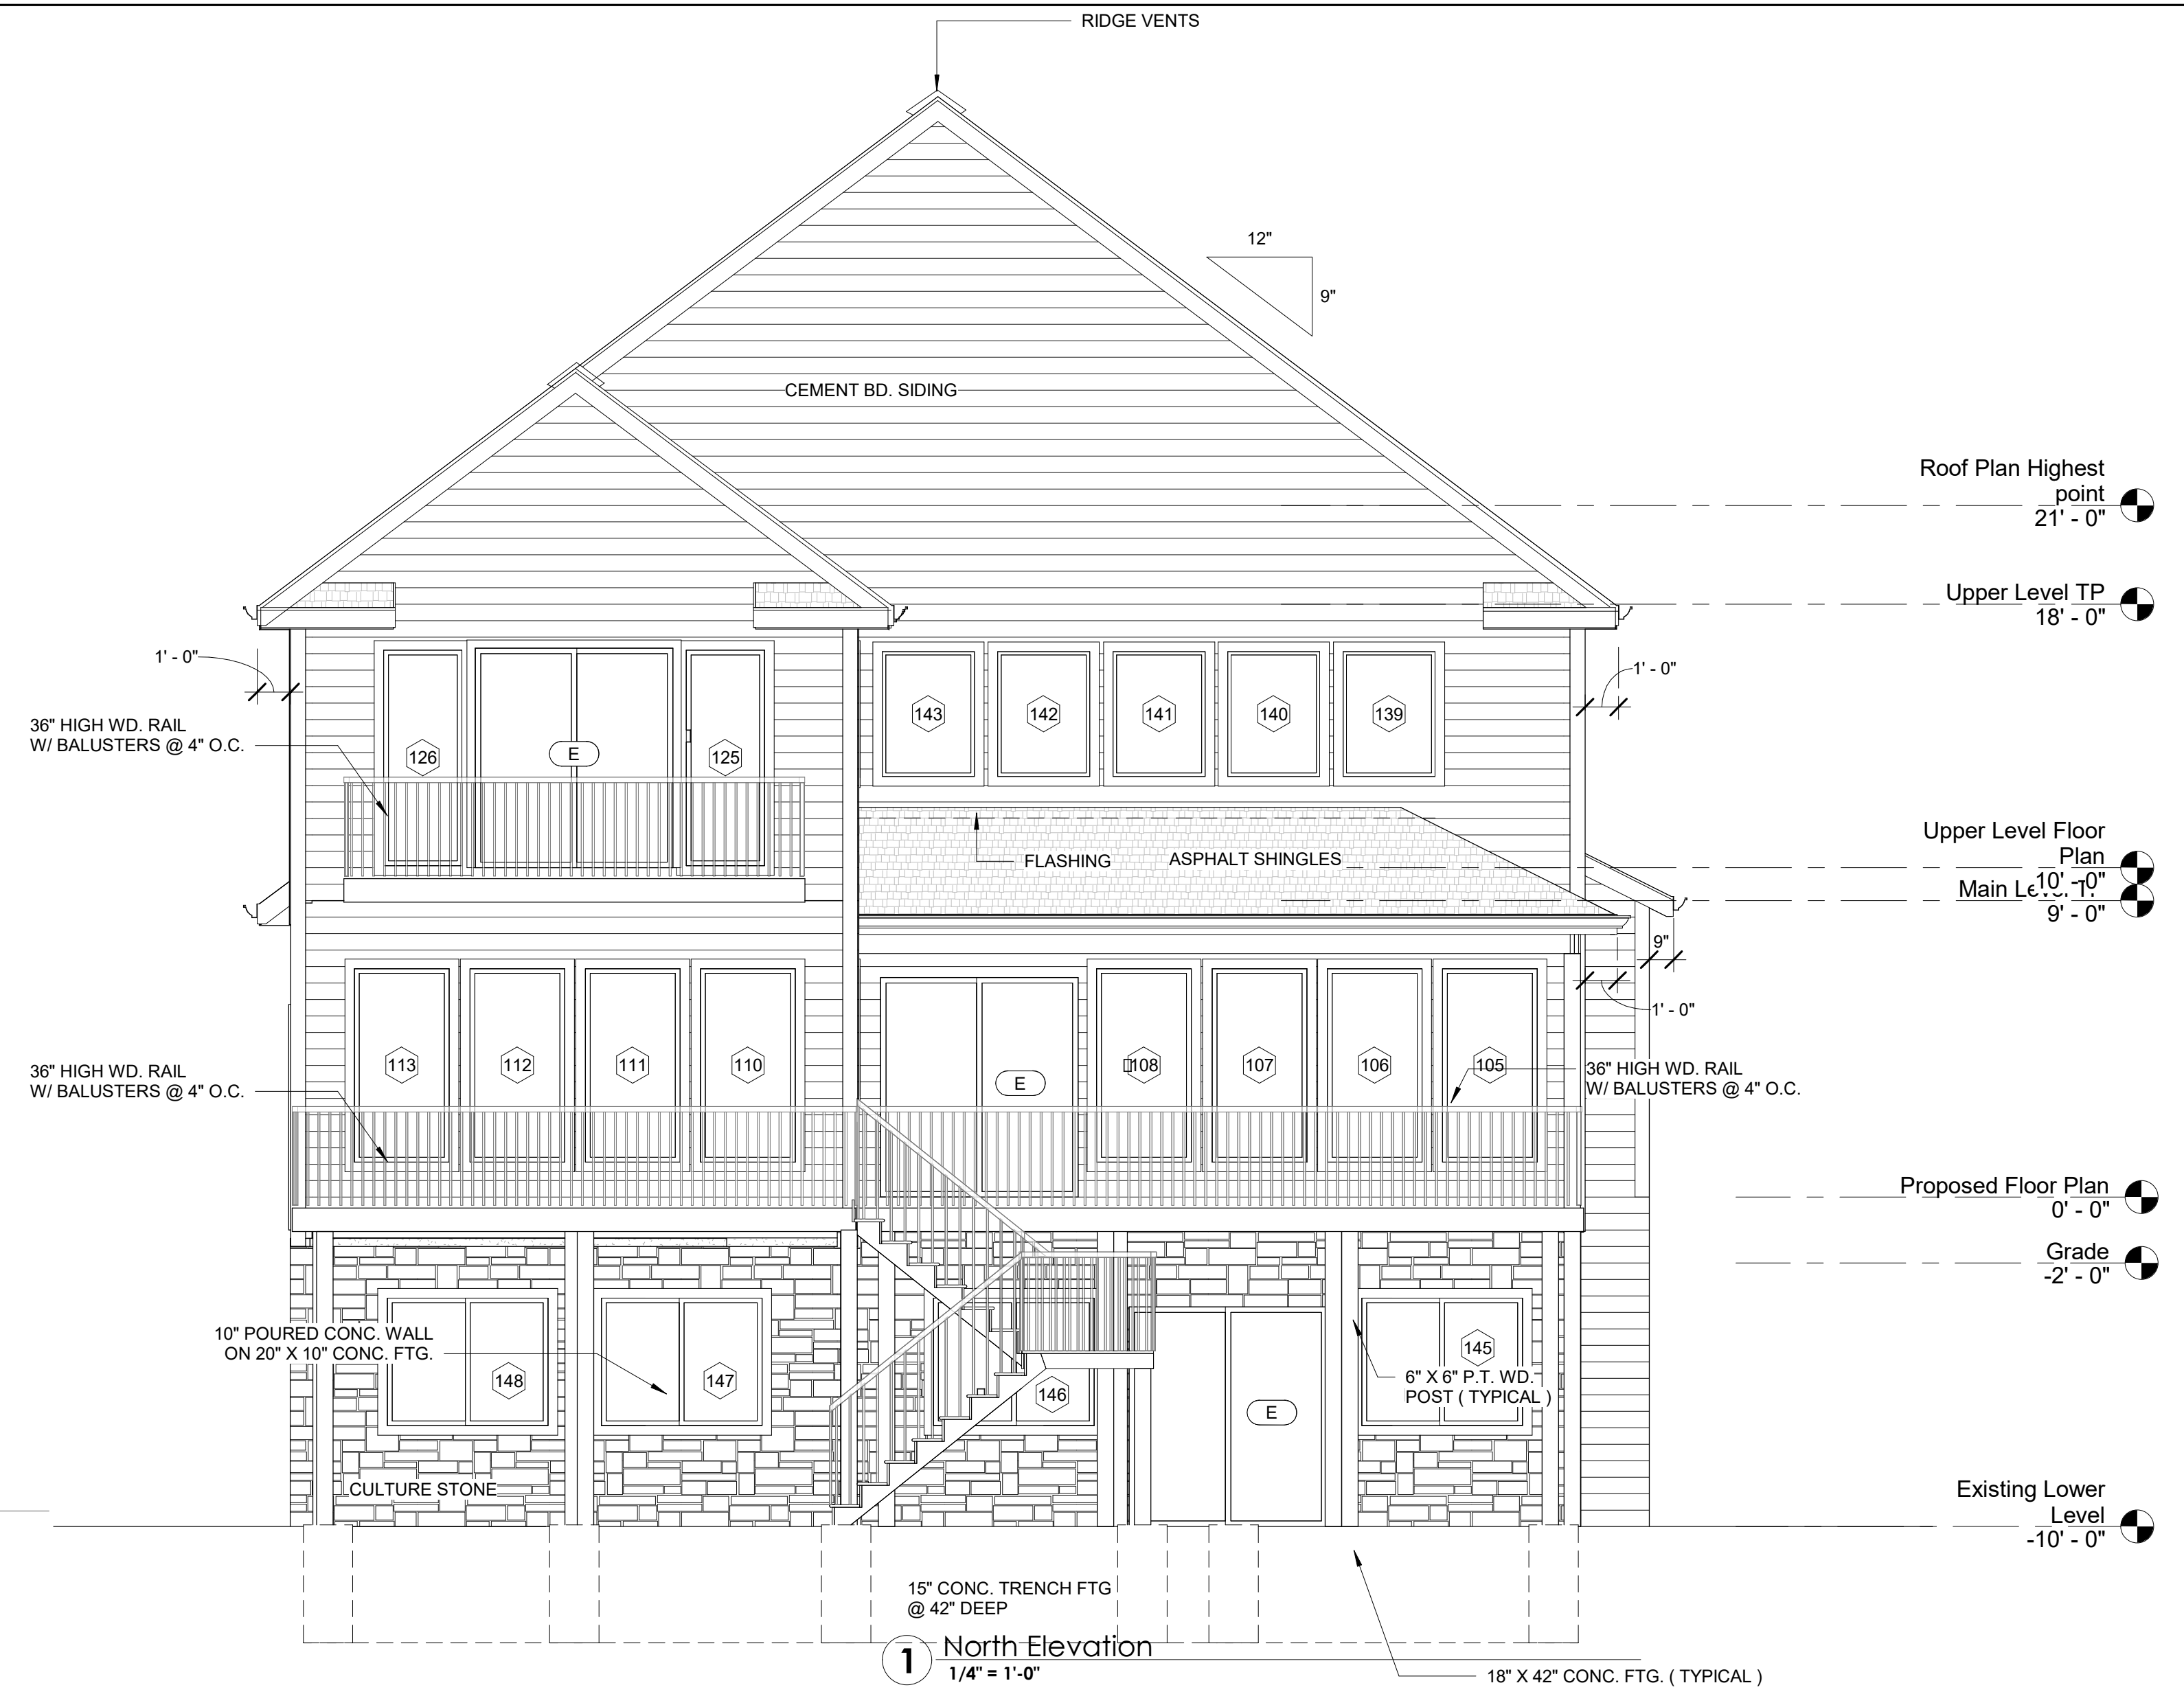 RIDGE VENTS
12"
9"
CEMENT BD. SIDING
Roof Plan Highest
point
21' - 0"
Upper Level TP
18' - 0"
1' - 0"
1' - 0"
36" HIGH WD. RAIL
W/ BALUSTERS @ 4" O.C.
126
E
125
143
142
141
140
139
FLASHING
ASPHALT SHINGLES
Upper Level Floor
Plan
10' - 0"
Main
9' - 0"
9"
1' - 0"
36" HIGH WD. RAIL
W/ BALUSTERS @ 4" O.C.
113
112
111
110
E
108
107
106
105
36" HIGH WD. RAIL
W/ BALUSTERS @ 4" O.C.
Proposed Floor Plan
0' - 0"
Grade
-2' - 0"
10" POURED CONC. WALL
ON 20" X 10" CONC. FTG.
148
147
146
E
145
6" X 6" P.T. WD.
POST ( TYPICAL )
CULTURE STONE
Existing Lower
Level
-10' - 0"
15" CONC. TRENCH FTG
@ 42" DEEP
1
North Elevation
1/4" = 1'-0"
18" X 42" CONC. FTG. ( TYPICAL )